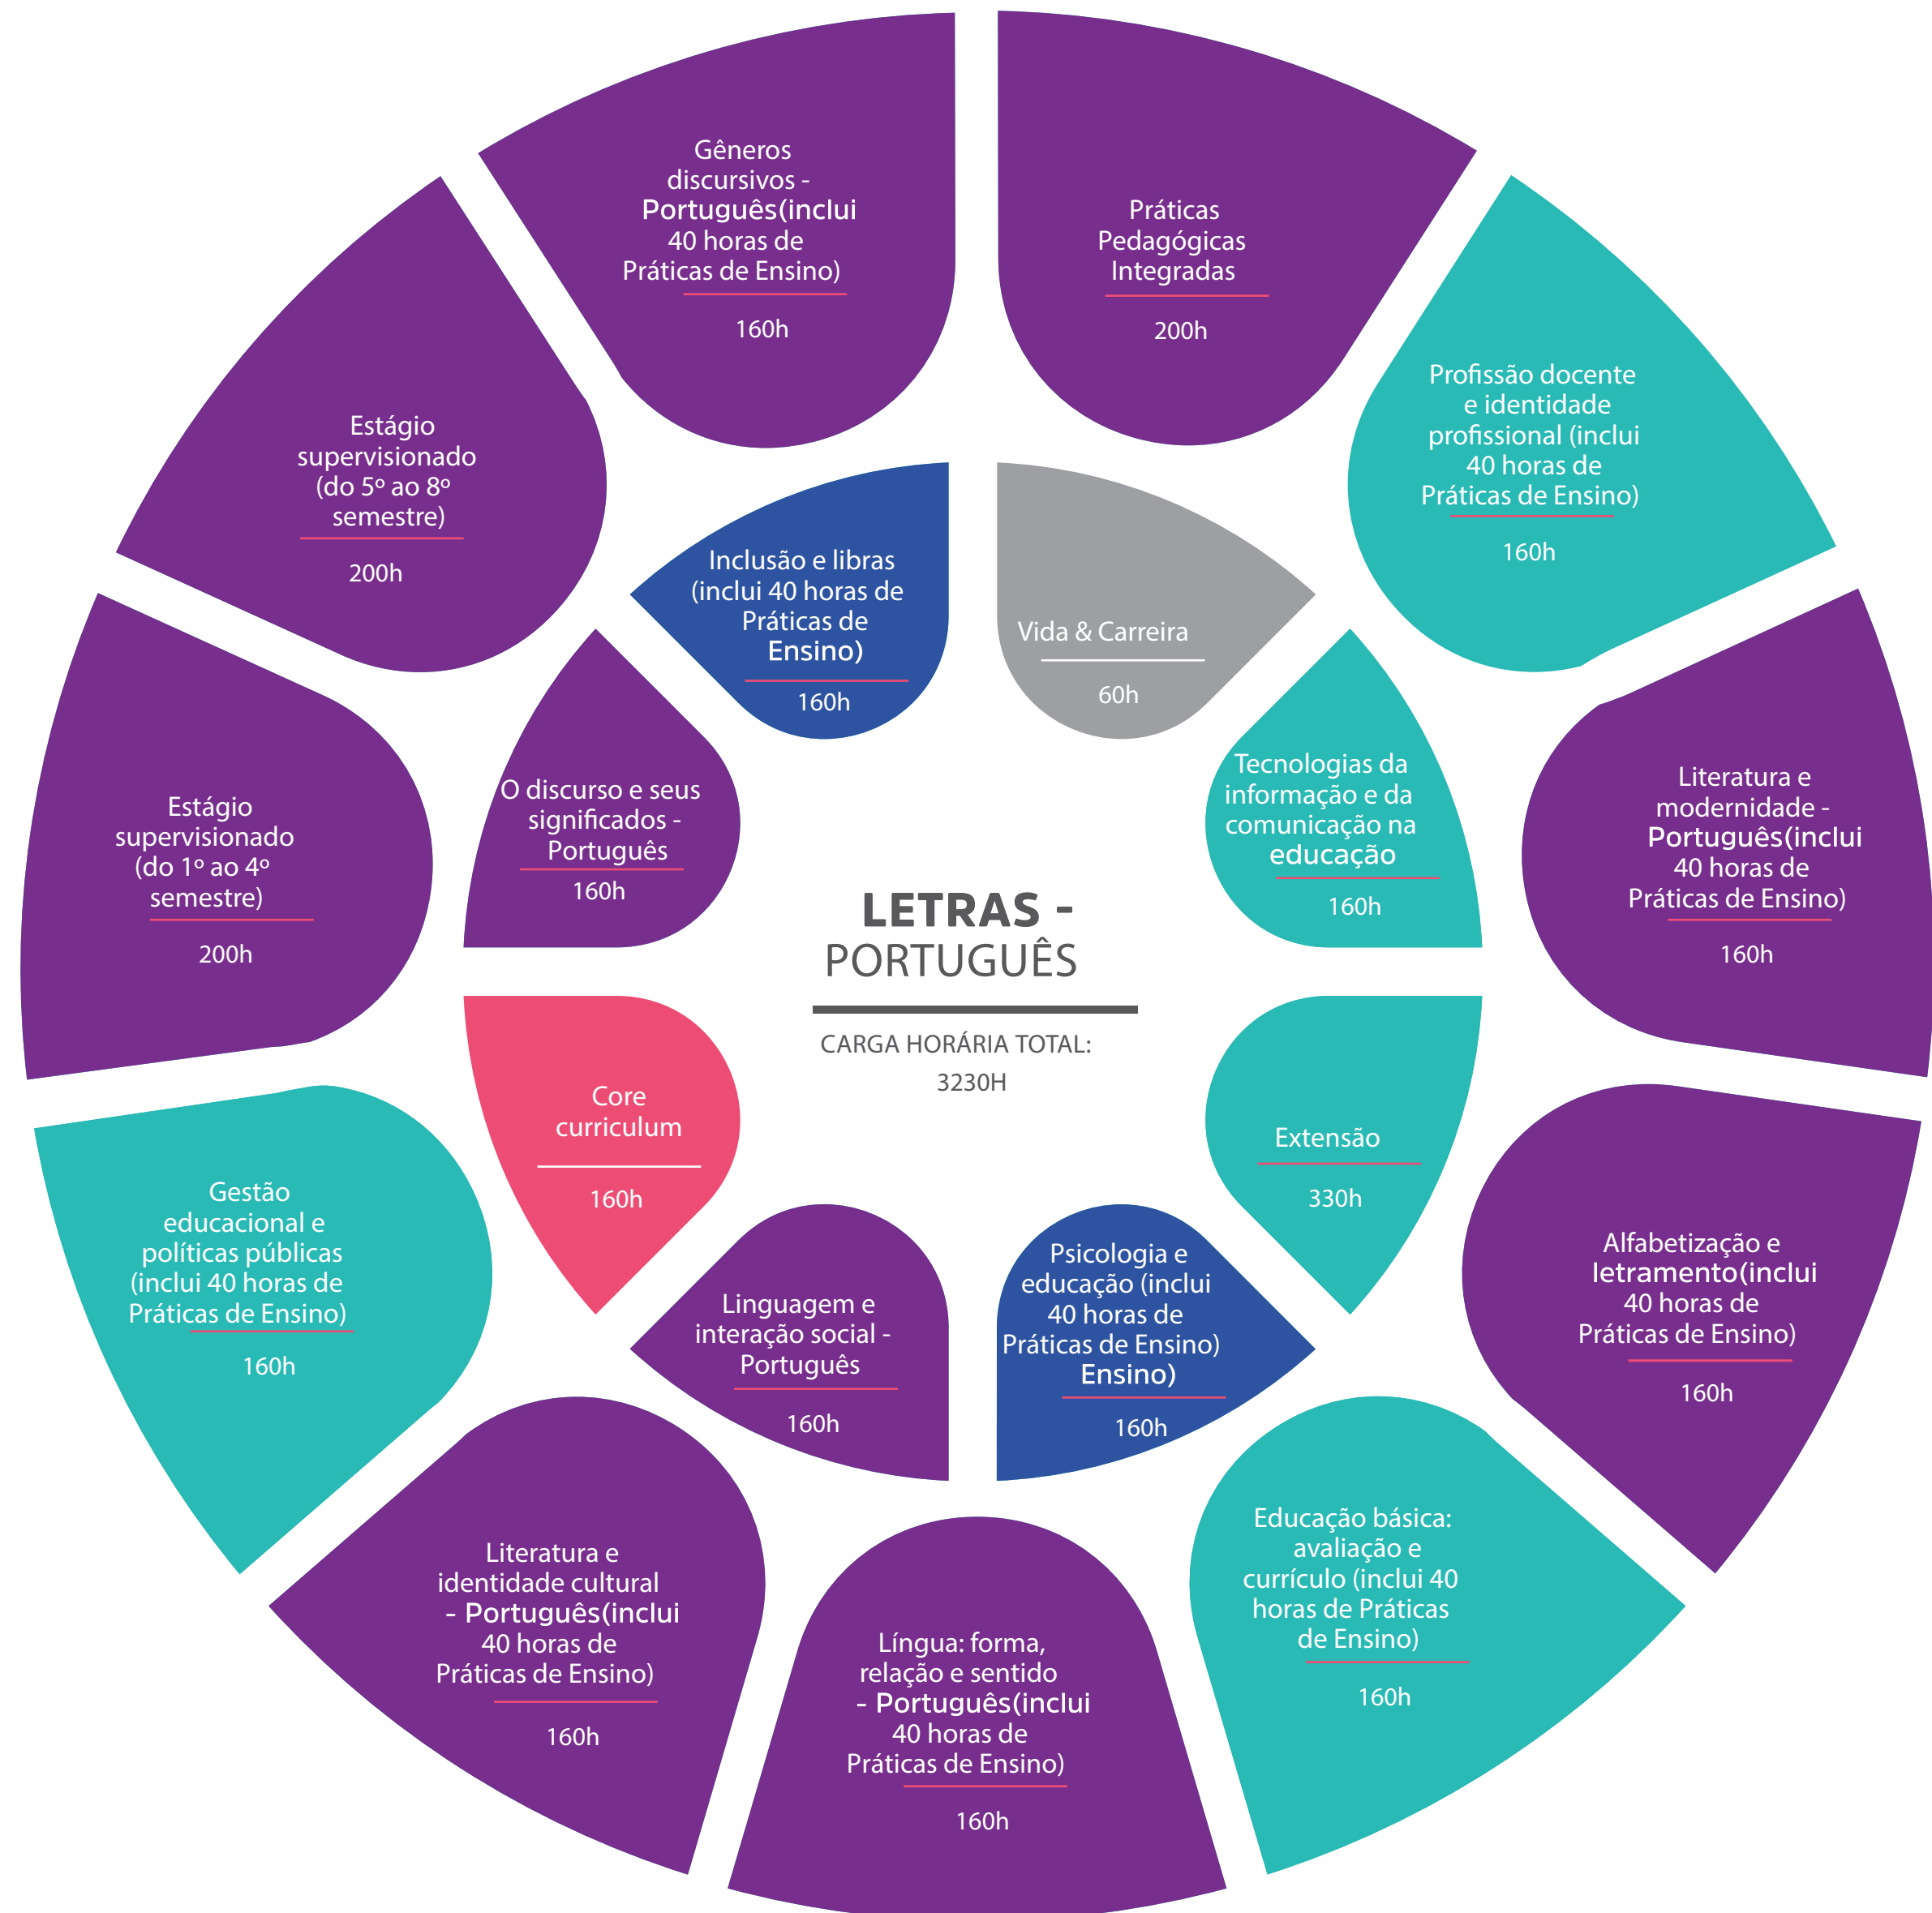 Gêneros
discursivos -
Português(inclui
40 horas de
Práticas de Ensino)
160h
Práticas
Pedagógicas
Integradas
200h
Profissão docente
e identidade
profissional (inclui
40 horas de
Práticas de Ensino)
160h
Literatura e
modernidade -
Português(inclui
40 horas de
Práticas de Ensino)
160h
Alfabetização e
letramento(inclui
40 horas de
Práticas de Ensino)
160h
Educação básica:
avaliação e
currículo (inclui 40
horas de Práticas
de Ensino)
160h
Língua: forma,
relação e sentido
- Português(inclui
40 horas de
Práticas de Ensino)
160h
Literatura e
identidade cultural
- Português(inclui
40 horas de
Práticas de Ensino)
160h
Gestão
educacional e
políticas públicas
(inclui 40 horas de
Práticas de Ensino)
160h
Estágio
supervisionado
(do 1º ao 4º
semestre)
200h
Estágio
supervisionado
(do 5º ao 8º
semestre)
200h
Inclusão e libras
(inclui 40 horas de
Práticas de
Ensino)
160h
Vida & Carreira
60h
Tecnologias da
informação e da
comunicação na
educação
160h
Extensão
330h
Psicologia e
educação (inclui
40 horas de
Práticas de Ensino)
Ensino)
160h
Linguagem e
interação social -
Português
160h
Core
curriculum
160h
O discurso e seus
significados -
Português
160h
LETRAS -
PORTUGUÊS
CARGA HORÁRIA TOTAL:
3230H